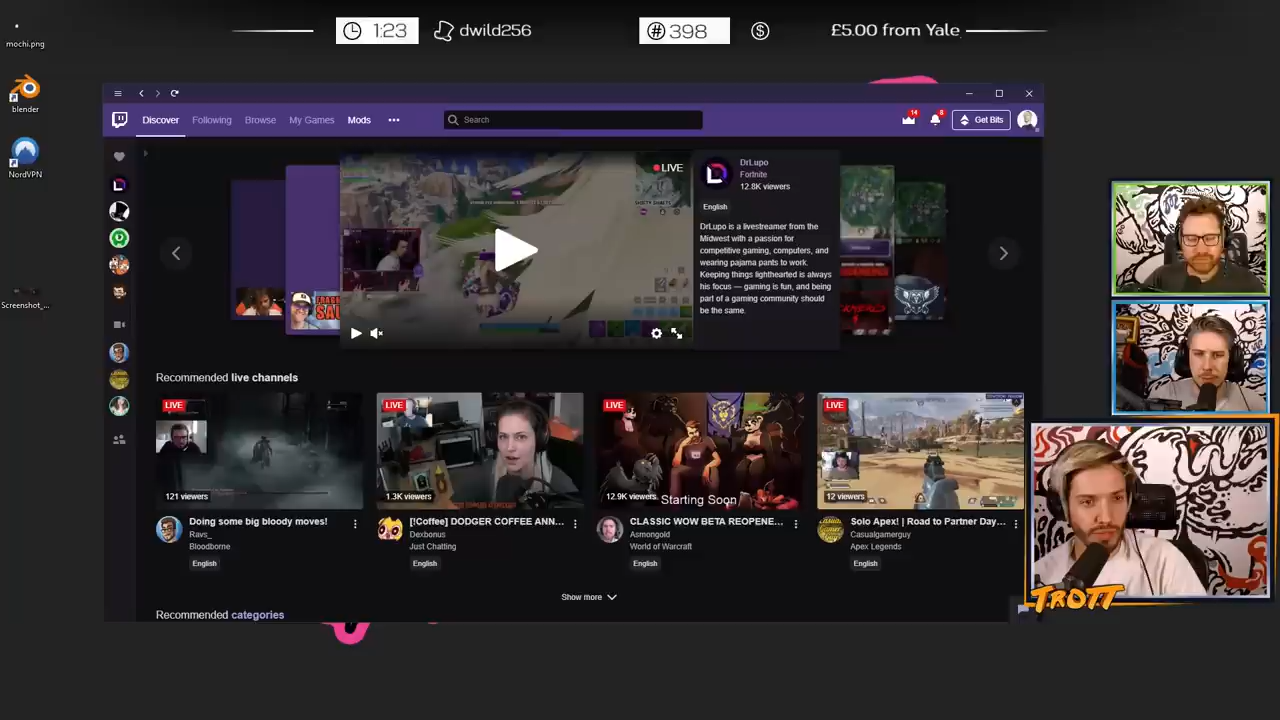 mochi.png
1:23
dwild256
#398
$
£5.00 from Yale
blender
NordVPN
Screenshot_...
Discover
Following
Browse
My Games
Mods
Search
14
8
Get Bits
LIVE
DrLupo
Fortnite
12.8K viewers
English
DrLupo is a livestreamer from the
Midwest with a passion for
competitive gaming, computers, and
wearing pajama pants to work.
Keeping things lighthearted is always
his focus — gaming is fun, and being
part of a gaming community should
be the same.
Recommended live channels
LIVE
121 viewers
Doing some big bloody moves!
Ravs_
Bloodborne
English
LIVE
1.3K viewers
[!Coffee] DODGER COFFEE ANN...
Dexbonus
Just Chatting
English
LIVE
12.9K viewers
Starting Soon
CLASSIC WOW BETA REOPENE...
Asmongold
World of Warcraft
English
LIVE
12 viewers
Solo Apex! | Road to Partner Day...
Casualgamerguy
Apex Legends
English
Show more
Recommended categories
TROTT